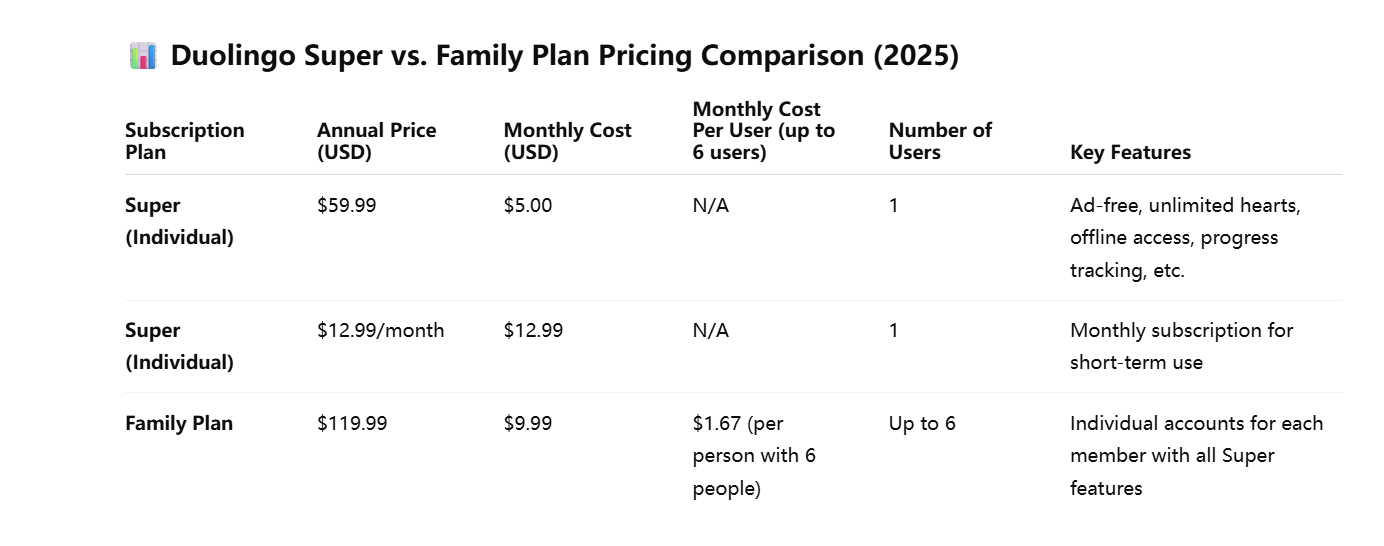 📊 Duolingo Super vs. Family Plan Pricing Comparison (2025)
Subscription Plan
Annual Price (USD)
Monthly Cost (USD)
Monthly Cost Per User (up to 6 users)
Number of Users
Key Features
Super
(Individual)
$59.99
$5.00
N/A
1
Ad-free, unlimited hearts,
offline access, progress
tracking, etc.
Super
(Individual)
$12.99/month
$12.99
N/A
1
Monthly subscription for
short-term use
Family Plan
$119.99
$9.99
$1.67 (per
person with 6
people)
Up to 6
Individual accounts for each
member with all Super
features